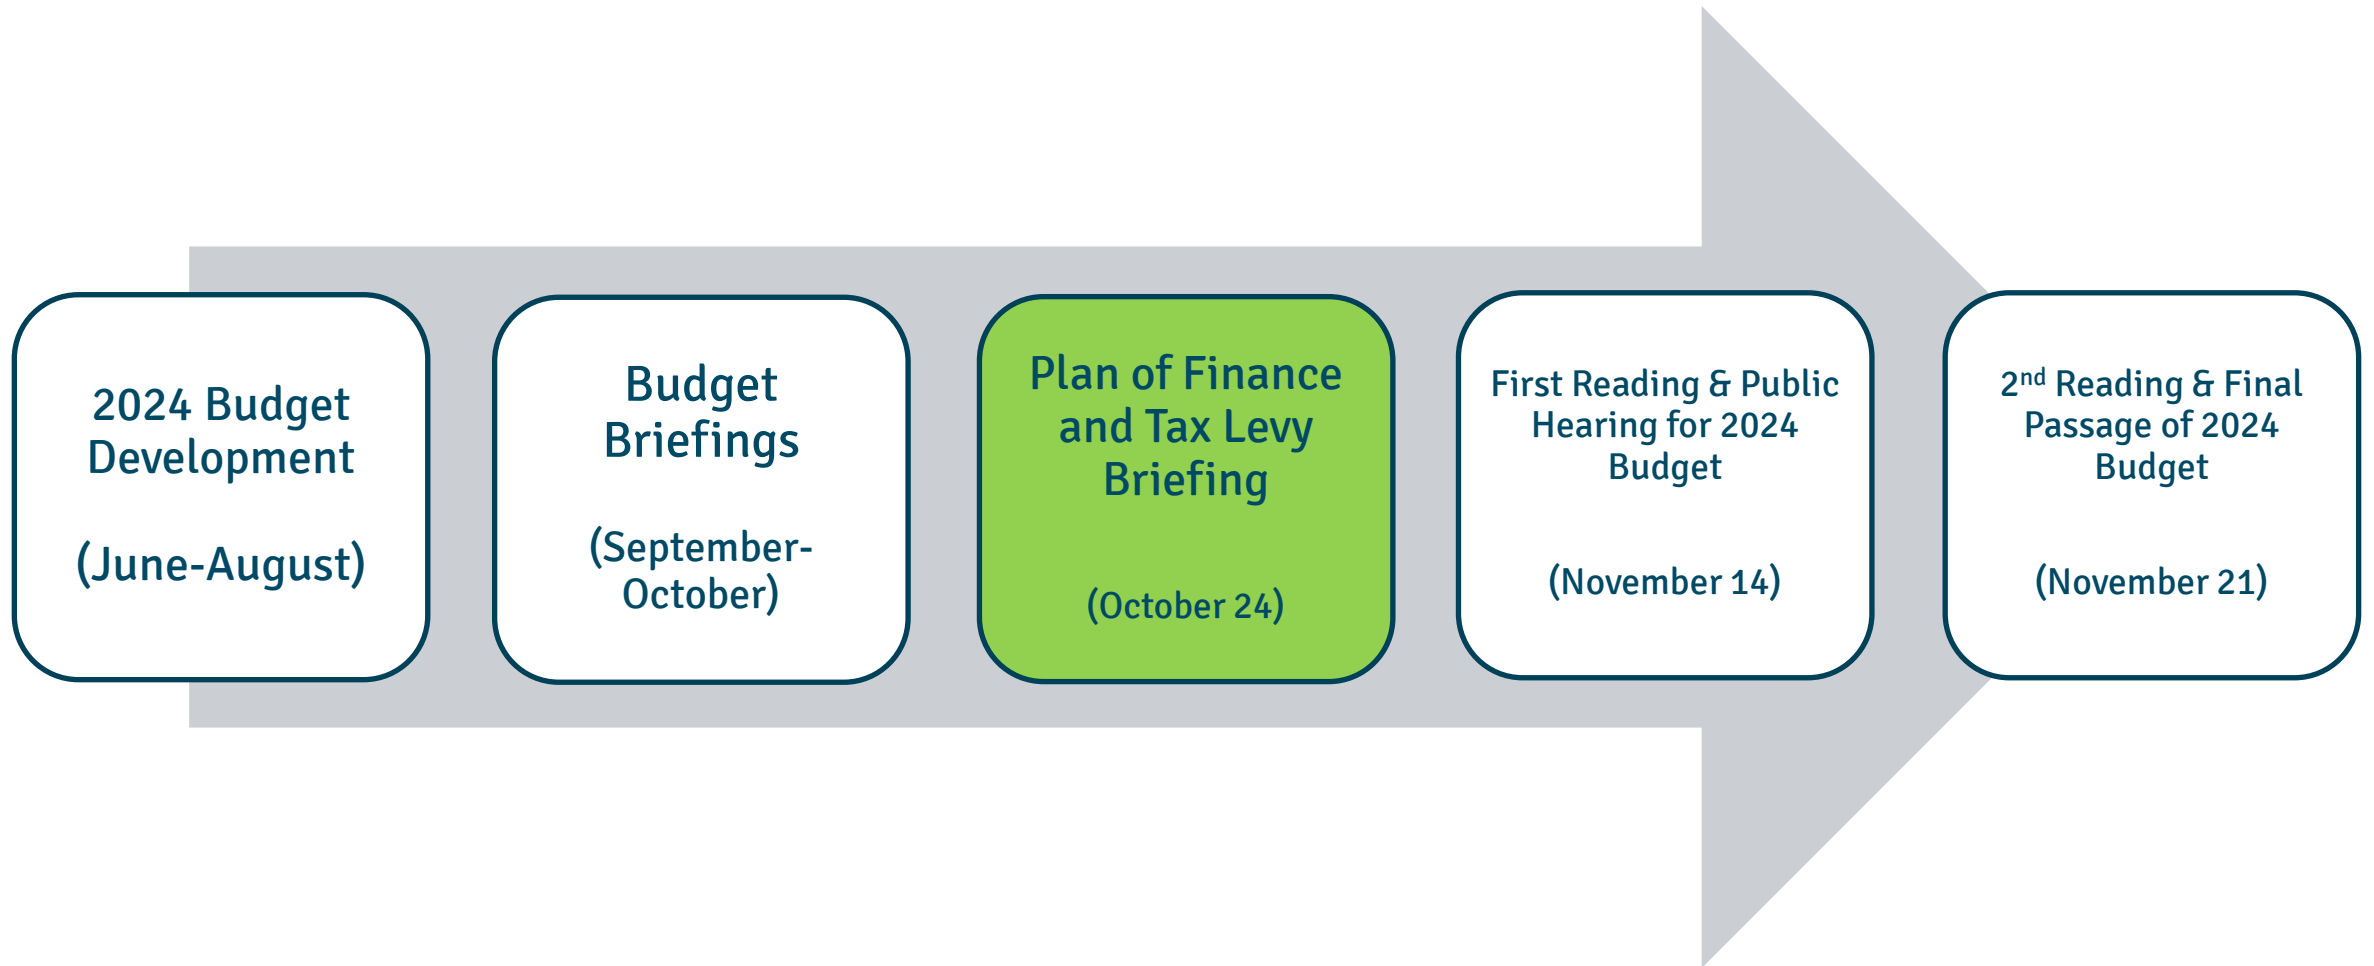 2024 Budget
Development
(June-August)
Budget
Briefings
(September-
October)
Plan of Finance
and Tax Levy
Briefing
(October 24)
First Reading & Public
Hearing for 2024
Budget
(November 14)
2nd Reading & Final
Passage of 2024
Budget
(November 21)